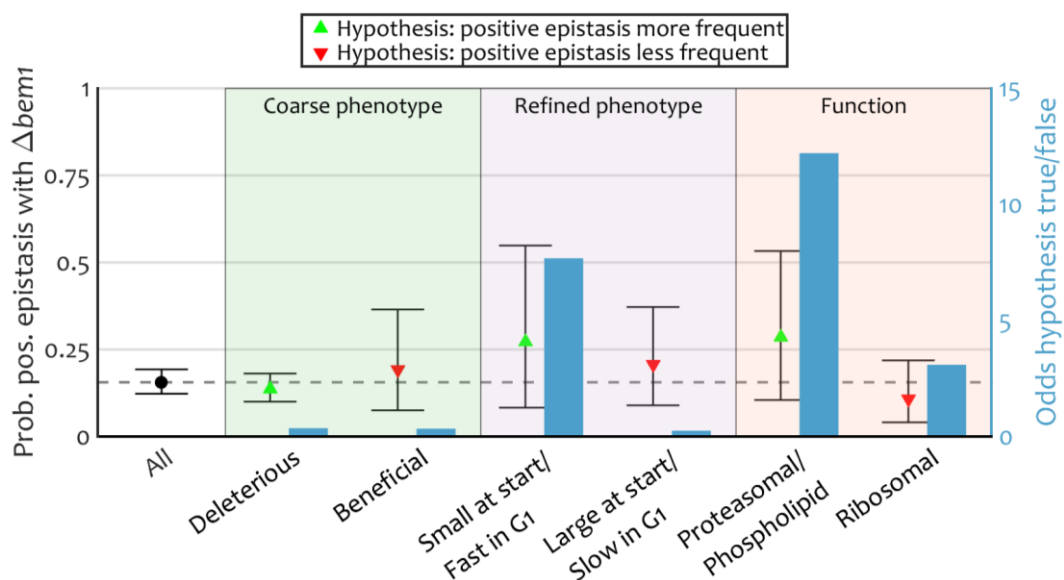 Hypothesis: positive epistasis more frequent
Hypothesis: positive epistasis less frequent
Coarse phenotype
Refined phenotype
Function
Prob. pos. epistasis with Δbem1
1
0.75
0.5
0.25
0
15
10
5
0
Odds hypothesis true/false
All
Deleterious
Beneficial
Small at start/
Fast in G1
Large at start/
Slow in G1
Proteasomal/
Phospholipid
Ribosomal